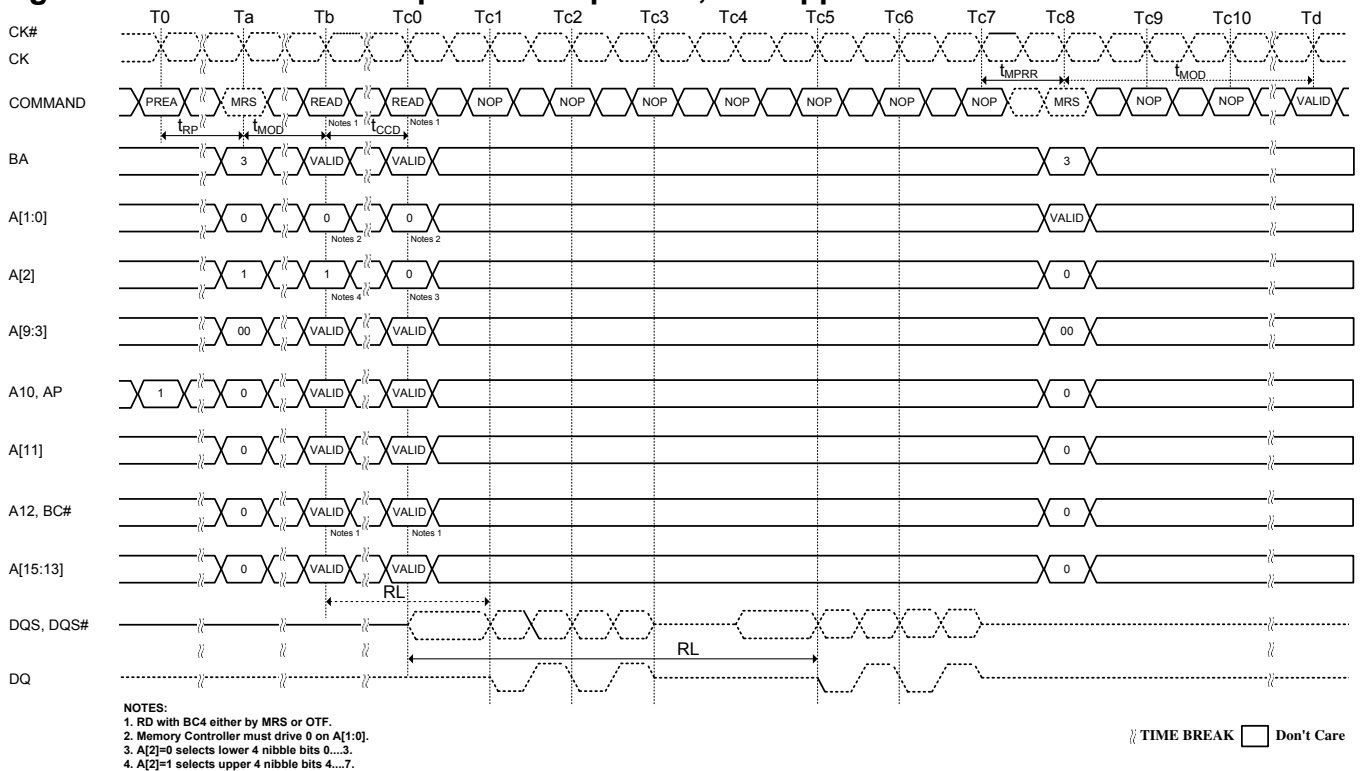 T0 Ta Tb Tc0 Tc1 Tc2 Tc3 Tc4 Tc5 Tc6 Tc7 Tc8 Tc9 Tc10 Td
CK#
CK
tMPRR tMOD
COMMAND PREA MRS READ READ NOP NOP NOP NOP NOP NOP NOP MRS NOP NOP VALID
Notes 1 Notes 1
tRP tMOD tCCD
BA 3 VALID VALID 3
A[1:0] 0 0 0 VALID
Notes 2 Notes 2
A[2] 1 1 0 0
Notes 4 Notes 3
A[9:3] 00 VALID VALID 00
A10, AP 1 0 VALID VALID 0
A[11] 0 VALID VALID 0
A12, BC# 0 VALID VALID 0
Notes 1 Notes 1
A[15:13] 0 VALID VALID 0
RL
DQS, DQS#
RL
DQ
NOTES:
1. RD with BC4 either by MRS or OTF.
2. Memory Controller must drive 0 on A[1:0].
3. A[2]=0 selects lower 4 nibble bits 0....3.
4. A[2]=1 selects upper 4 nibble bits 4....7.
TIME BREAK Don't Care